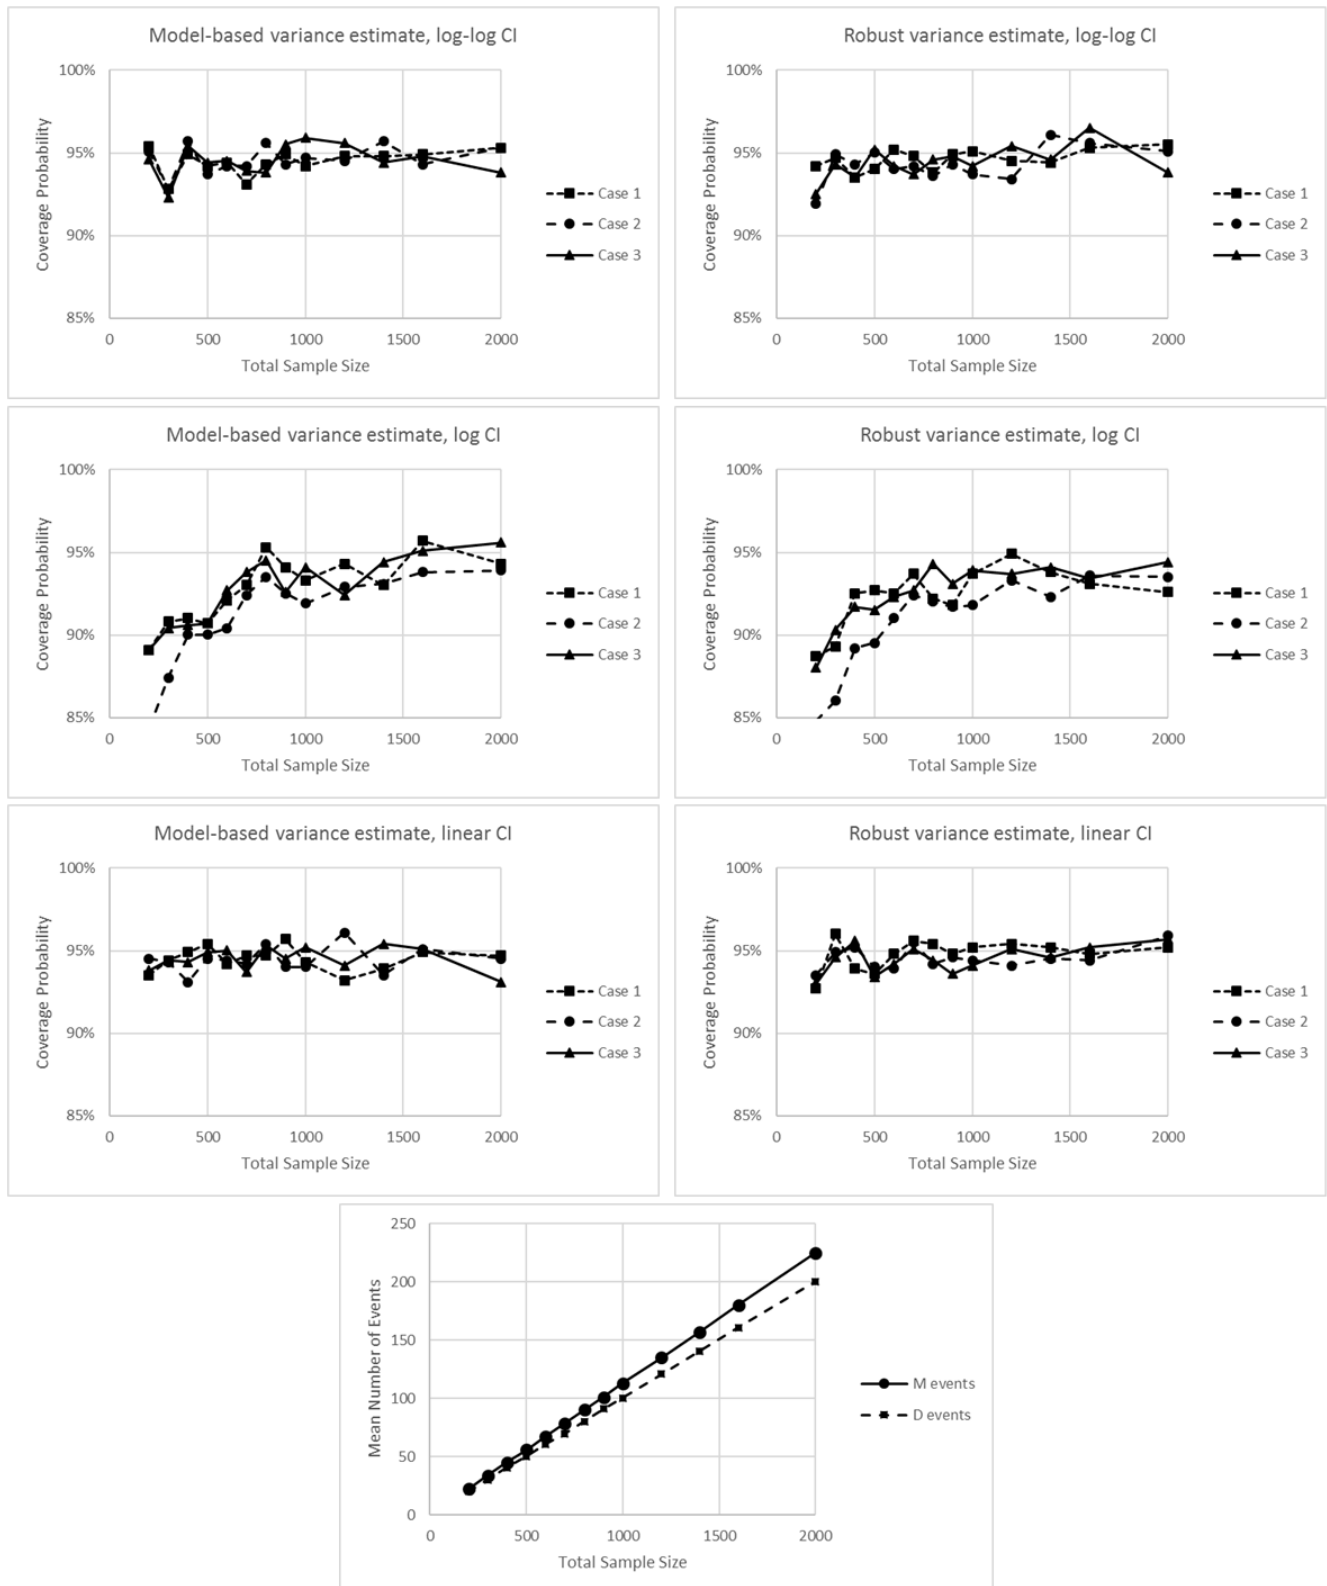 Model-based variance estimate, log-log CI
100%
95%
90%
85%
Coverage Probability
0 500 1000 1500 2000
Total Sample Size
Case 1
Case 2
Case 3
Robust variance estimate, log-log CI
100%
95%
90%
85%
Coverage Probability
0 500 1000 1500 2000
Total Sample Size
Case 1
Case 2
Case 3
Model-based variance estimate, log CI
100%
95%
90%
85%
Coverage Probability
0 500 1000 1500 2000
Total Sample Size
Case 1
Case 2
Case 3
Robust variance estimate, log CI
100%
95%
90%
85%
Coverage Probability
0 500 1000 1500 2000
Total Sample Size
Case 1
Case 2
Case 3
Model-based variance estimate, linear CI
100%
95%
90%
85%
Coverage Probability
0 500 1000 1500 2000
Total Sample Size
Case 1
Case 2
Case 3
Robust variance estimate, linear CI
100%
95%
90%
85%
Coverage Probability
0 500 1000 1500 2000
Total Sample Size
Case 1
Case 2
Case 3
250
200
150
100
50
0
Mean Number of Events
0 500 1000 1500 2000
Total Sample Size
M events
D events